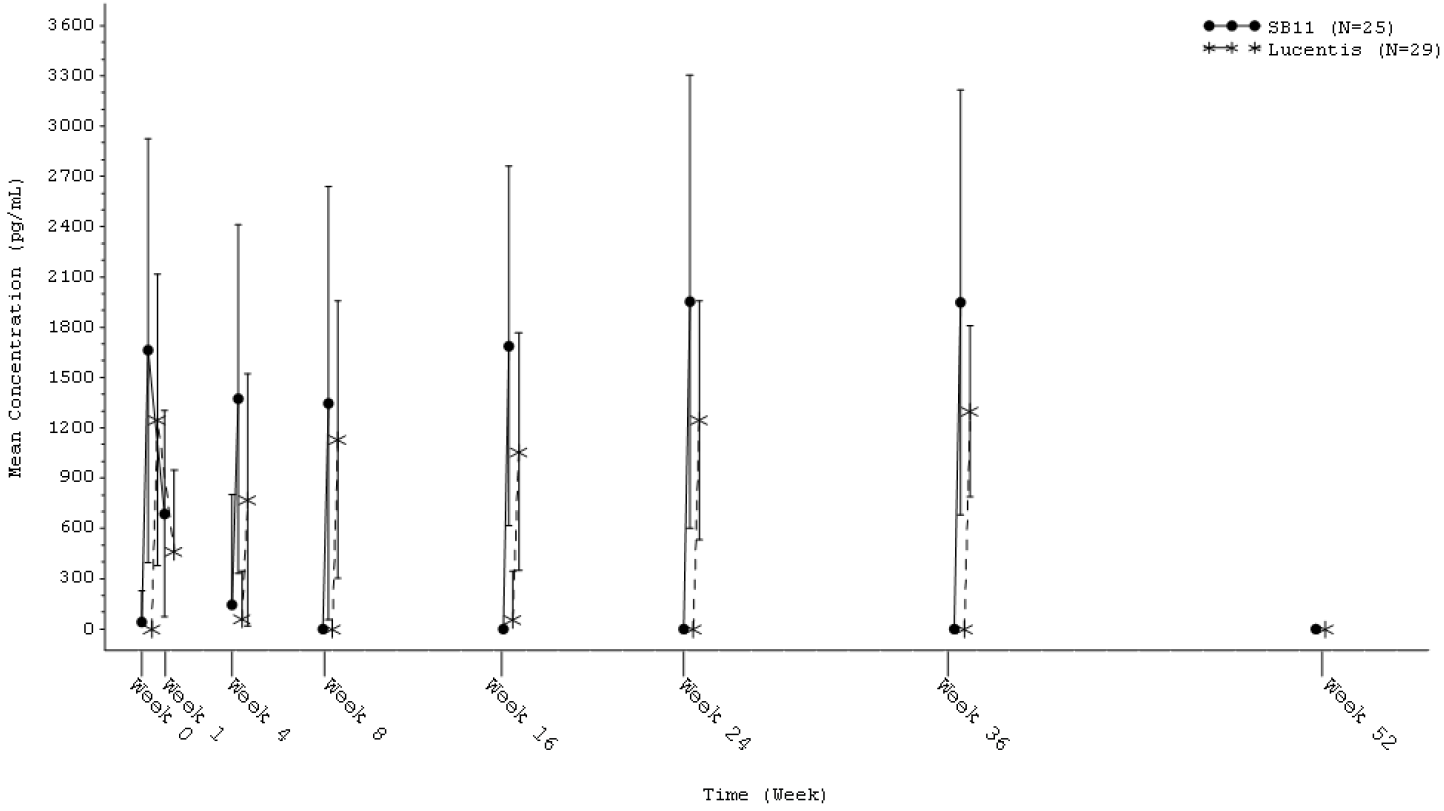 SB11 (N=25)
Lucentis (N=29)
Mean Concentration (pg/mL)
3600
3300
3000
2700
2400
2100
1800
1500
1200
900
600
300
0
Week 0
Week 1
Week 4
Week 8
Week 16
Week 24
Week 36
Week 52
Time (Week)